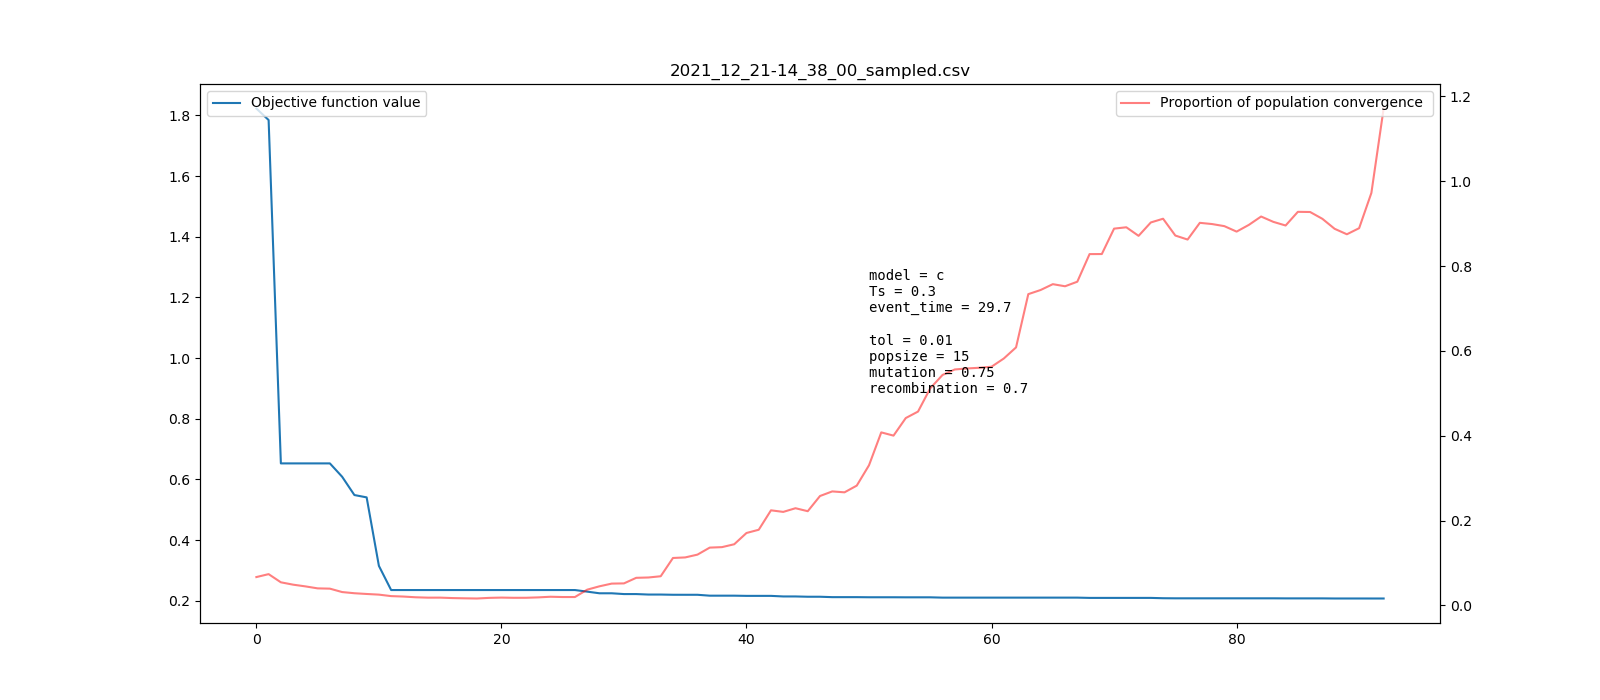 2021_12_21-14_38_00_sampled.csv
Objective function value
Proportion of population convergence
1.8
1.6
1.4
1.2
1.0
0.8
0.6
0.4
0.2
1.2
1.0
0.8
0.6
0.4
0.2
0.0
model = c
Ts = 0.3
event_time = 29.7
tol = 0.01
popsize = 15
mutation = 0.75
recombination = 0.7
0 20 40 60 80